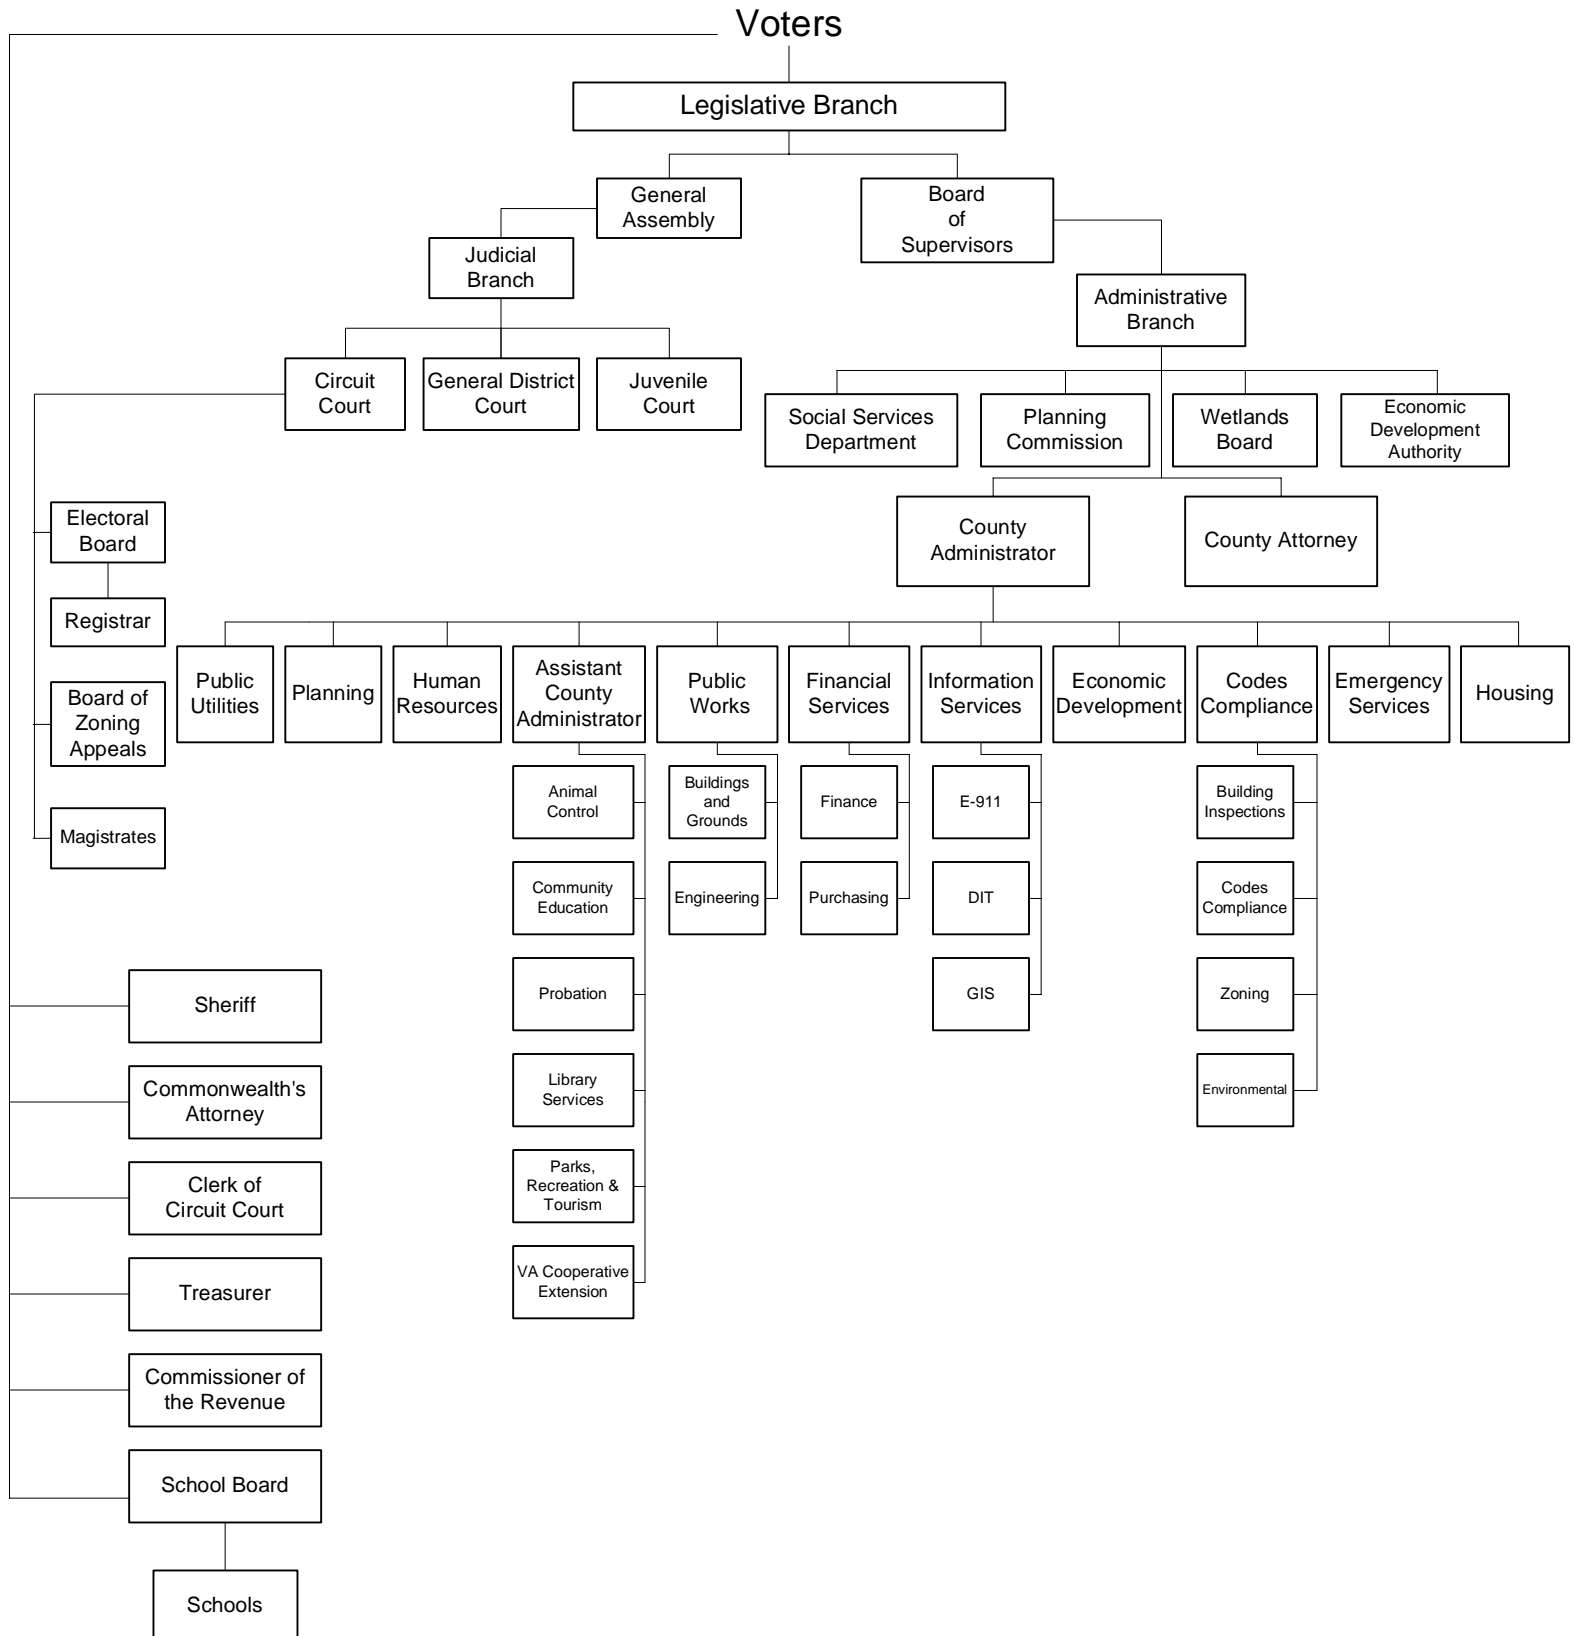 Voters
Legislative Branch
General
Assembly
Board
of
Supervisors
Judicial
Branch
Administrative
Branch
Circuit
Court
General District
Court
Juvenile
Court
Social Services
Department
Planning
Commission
Wetlands
Board
Economic
Development
Authority
County
Administrator
County Attorney
Electoral
Board
Registrar
Board of
Zoning
Appeals
Magistrates
Public
Utilities
Planning
Human
Resources
Assistant
County
Administrator
Public
Works
Financial
Services
Information
Services
Economic
Development
Codes
Compliance
Emergency
Services
Housing
Animal
Control
Community
Education
Probation
Library
Services
Parks,
Recreation &
Tourism
VA Cooperative
Extension
Buildings
and
Grounds
Engineering
Finance
Purchasing
E-911
DIT
GIS
Building
Inspections
Codes
Compliance
Zoning
Environmental
Sheriff
Commonwealth's
Attorney
Clerk of
Circuit Court
Treasurer
Commissioner of
the Revenue
School Board
Schools